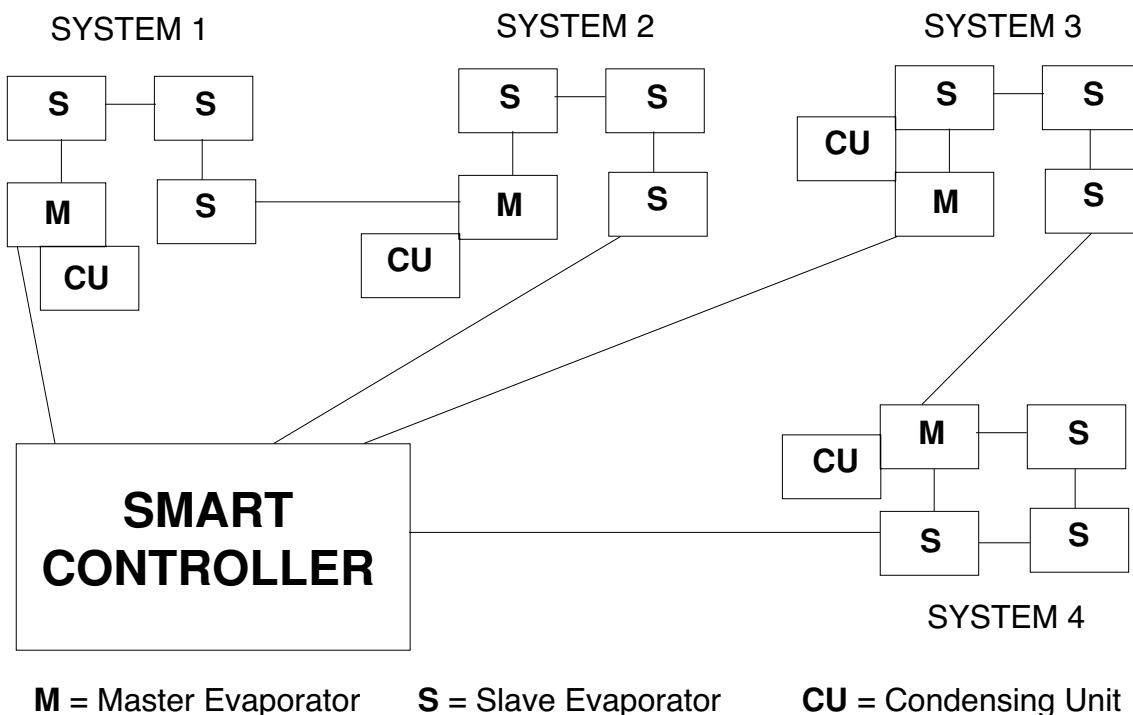 SYSTEM 1
SYSTEM 2
SYSTEM 3
S
S
S
S
S
S
CU
M
S
M
S
M
S
CU
CU
M
S
CU
S
S
SMART
CONTROLLER
SYSTEM 4
M = Master Evaporator
S = Slave Evaporator
CU = Condensing Unit